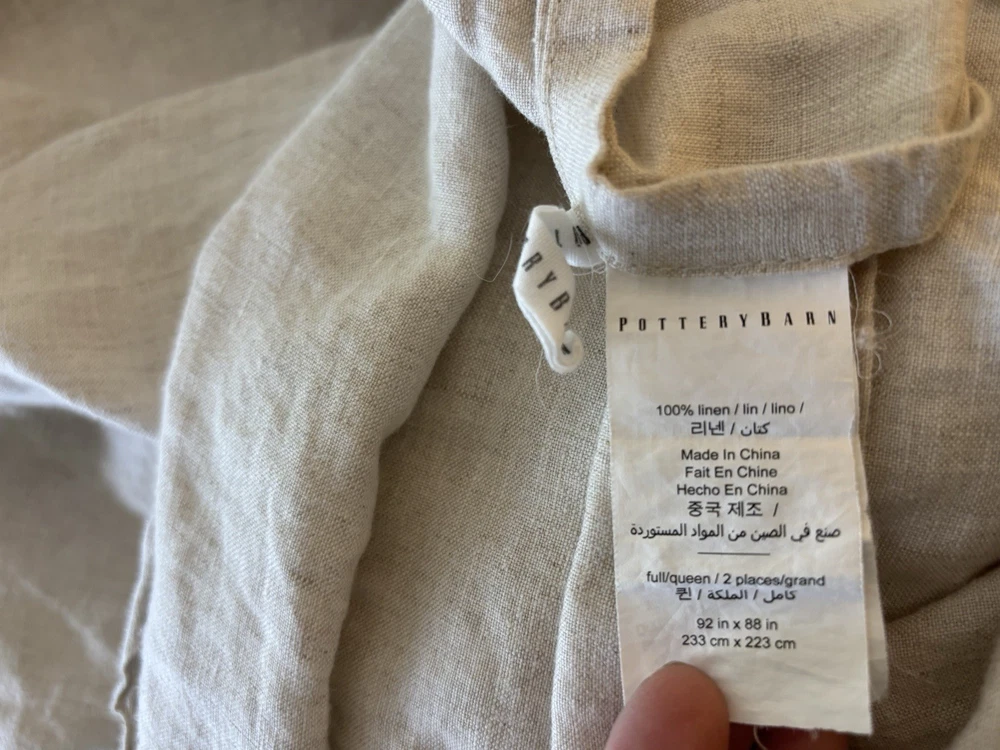 RYB
POTTERYBARN
100% linen / lin / lino /
리넨 / كتان
Made In China
Fait En Chine
Hecho En China
중국 제조 /
صنع في الصين من المواد المستوردة
full/queen / 2 places/grand
퀸 / كامل / الملكة
92 in x 88 in
233 cm x 223 cm